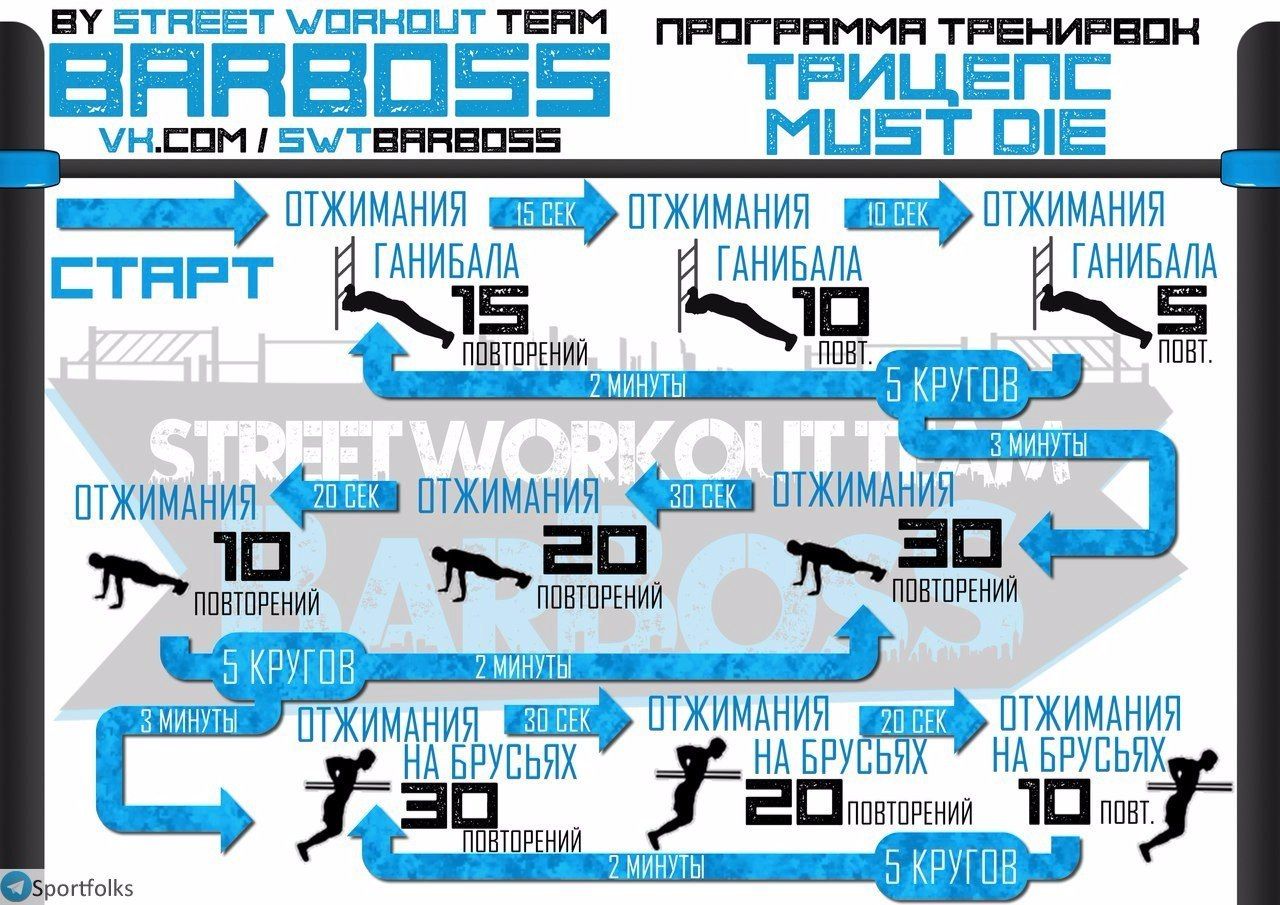 BY STREET WORKOUT TEAM
BARBOSS
VK.COM / SWTBARBOSS
ПРОГРАММА ТРЕНИРВОК
ТРИЦЕПС
MUST DIE
СТАРТ
ОТЖИМАНИЯ
ГАНИБАЛА
15
ПОВТОРЕНИЙ
15 СЕК
ОТЖИМАНИЯ
ГАНИБАЛА
10
ПОВТ.
10 СЕК
ОТЖИМАНИЯ
ГАНИБАЛА
5
ПОВТ.
2 МИНУТЫ
5 КРУГОВ
3 МИНУТЫ
STREET WORKOUT TEAM
BARBOSS
ОТЖИМАНИЯ
10
ПОВТОРЕНИЙ
20 СЕК
ОТЖИМАНИЯ
20
ПОВТОРЕНИЙ
30 СЕК
ОТЖИМАНИЯ
30
ПОВТОРЕНИЙ
5 КРУГОВ
2 МИНУТЫ
3 МИНУТЫ
ОТЖИМАНИЯ
НА БРУСЬЯХ
30
ПОВТОРЕНИЙ
30 СЕК
ОТЖИМАНИЯ
НА БРУСЬЯХ
20 ПОВТОРЕНИЙ
20 СЕК
ОТЖИМАНИЯ
НА БРУСЬЯХ
10 ПОВТ.
2 МИНУТЫ
5 КРУГОВ
Sportfolks